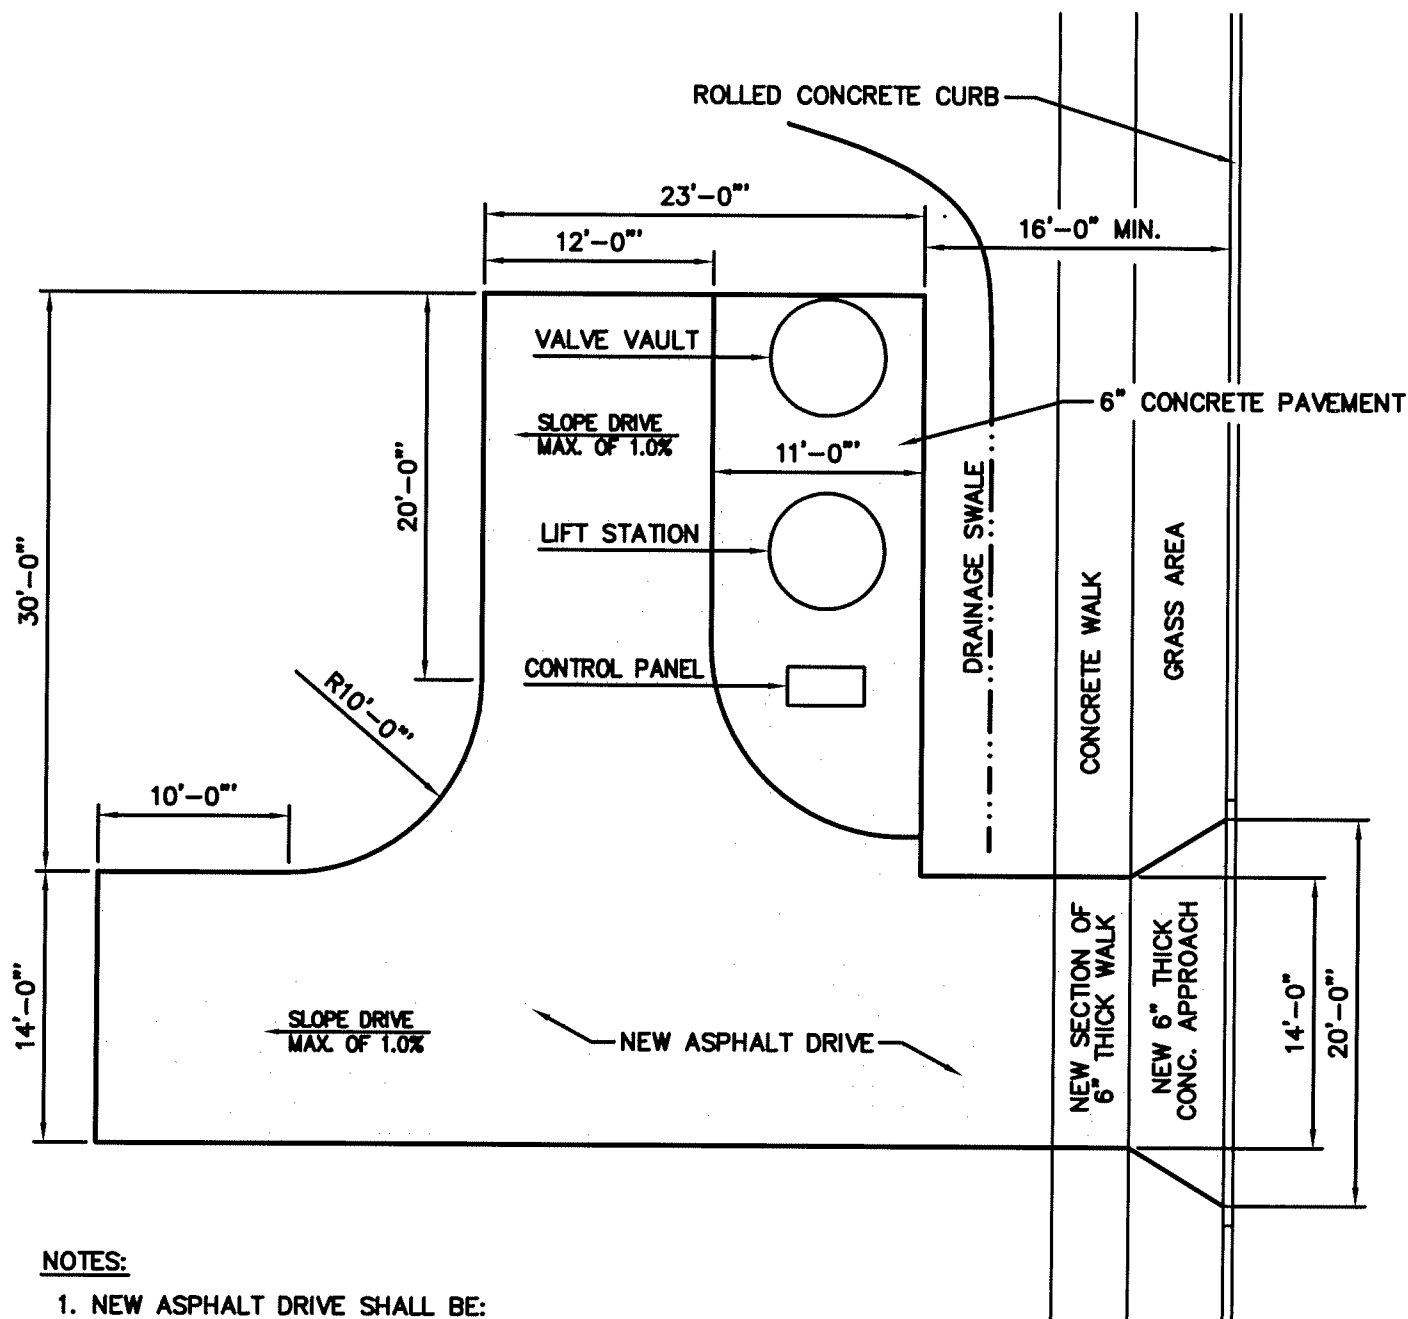 ROLLED CONCRETE CURB
23'-0"'
12'-0"'
16'-0" MIN.
VALVE VAULT
6" CONCRETE PAVEMENT
SLOPE DRIVE
MAX. OF 1.0%
11'-0"'
20'-0"'
30'-0"'
LIFT STATION
DRAINAGE SWALE
CONCRETE WALK
GRASS AREA
CONTROL PANEL
R10'-0"'
10'-0"'
14'-0"'
SLOPE DRIVE
MAX. OF 1.0%
NEW ASPHALT DRIVE
NEW SECTION OF
6" THICK WALK
NEW 6" THICK
CONC. APPROACH
14'-0"
20'-0"'
NOTES:
1. NEW ASPHALT DRIVE SHALL BE: